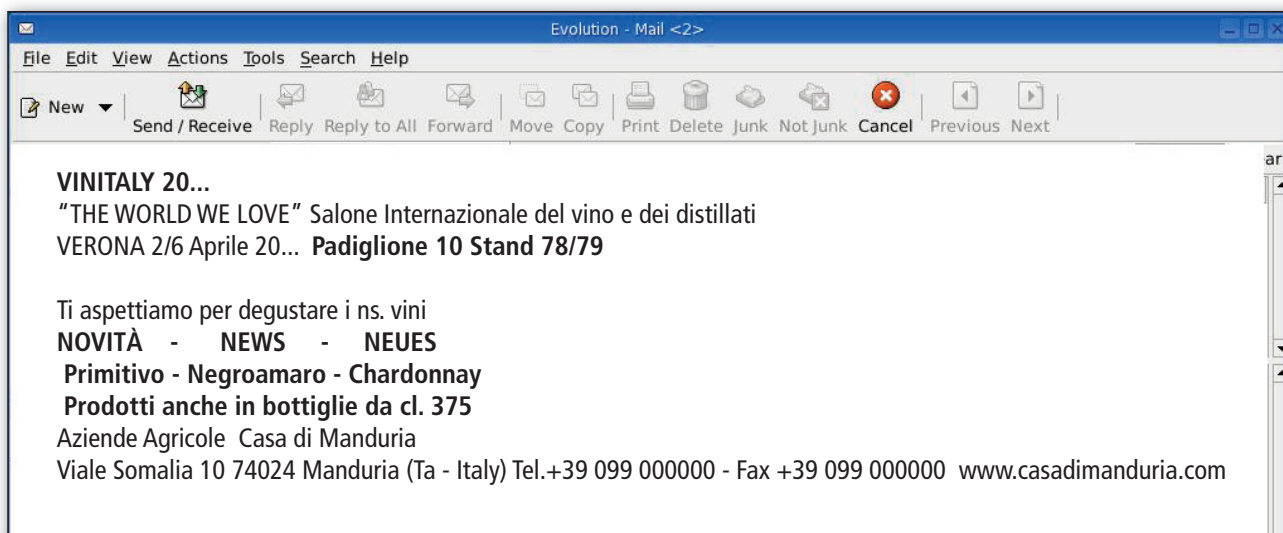 Evolution - Mail <2>
File Edit View Actions Tools Search Help
New Send / Receive Reply Reply to All Forward Move Copy Print Delete Junk Not Junk Cancel Previous Next
ar
VINITALY 20...
"THE WORLD WE LOVE" Salone Internazionale del vino e dei distillati
VERONA 2/6 Aprile 20... Padiglione 10 Stand 78/79
Ti aspettiamo per degustare i ns. vini
NOVITÀ - NEWS - NEUES
Primitivo - Negroamaro - Chardonnay
Prodotti anche in bottiglie da cl. 375
Aziende Agricole Casa di Manduria
Viale Somalia 10 74024 Manduria (Ta - Italy) Tel.+39 099 000000 - Fax +39 099 000000 www.casadimanduria.com